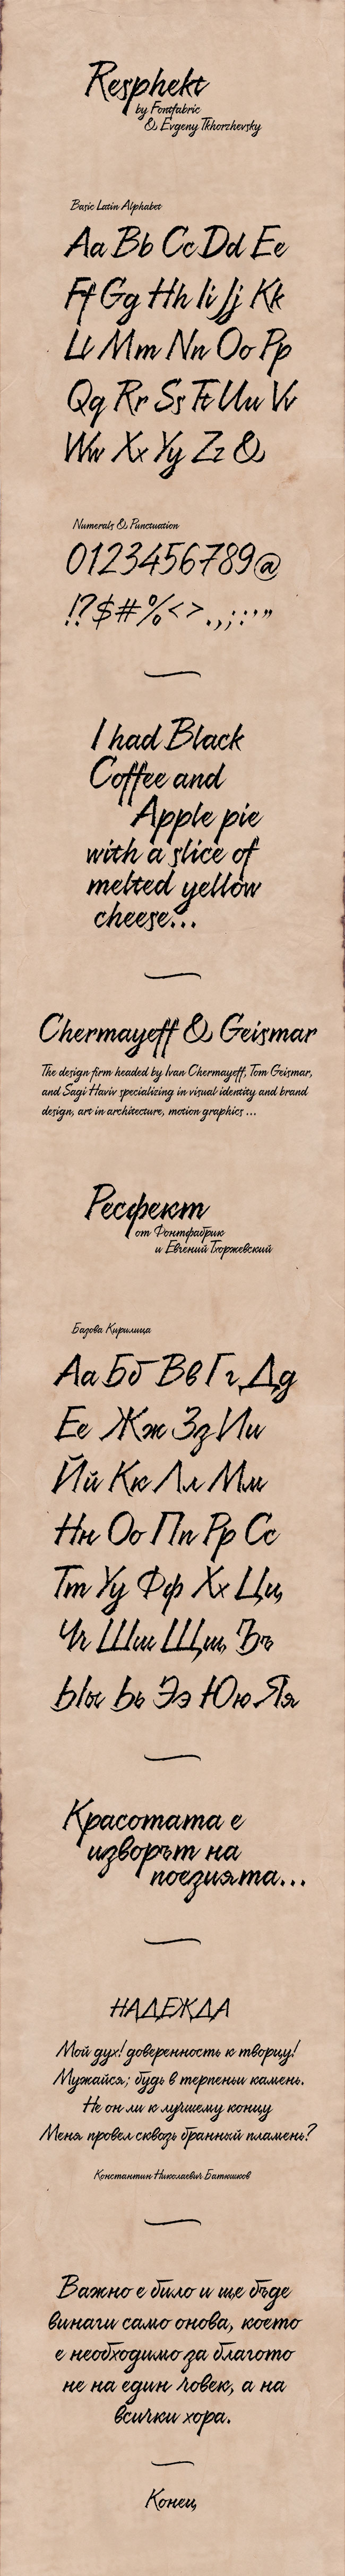 Resphekt
by Fontfabric
& Evgeny Tkhorzhevsky
Basic Latin Alphabet
Aa Bb Cc Dd Ee
Ff Gg Hh Ii Jj Kk
Ll Mm Nn Oo Pp
Qq Rr Ss Tt Uu Vv
Ww Xx Yy Zz &
Numerals & Punctuation
0123456789@
!?$#%<>.,;:'"
I had Black
Coffee and
Apple pie
with a slice of
melted yellow
cheese...
Chermayeff & Geismar
The design firm headed by Ivan Chermayeff, Tom Geismar,
and Sagi Haviv specializing in visual identity and brand
design, art in architecture, motion graphics ...
Ресфект
от Фонтфабрик
и Евгений Тхоржевский
Базова Кирилица
Аа Бб Вв Гг Дд
Ее Жж Зз Ии
Йй Кк Лл Мм
Нн Оо Пп Рр Сс
Тт Уу Фф Хх Цц
Чч Шш Щщ Ъъ
Ыы Ьь Ээ Юю Яя
Красотата е
изворът на
поезията...
НАДЕЖДА
Мой дух! доверенность к творцу!
Мужайся; будь в терпеньи камень.
Не он ли к лучшему концу
Меня провел сквозь бранный пламень?
Константин Николаевич Батюшков
Важно е било и ще бъде
винаги само онова, което
е необходимо за благото
не на един човек, а на
всички хора.
Конец